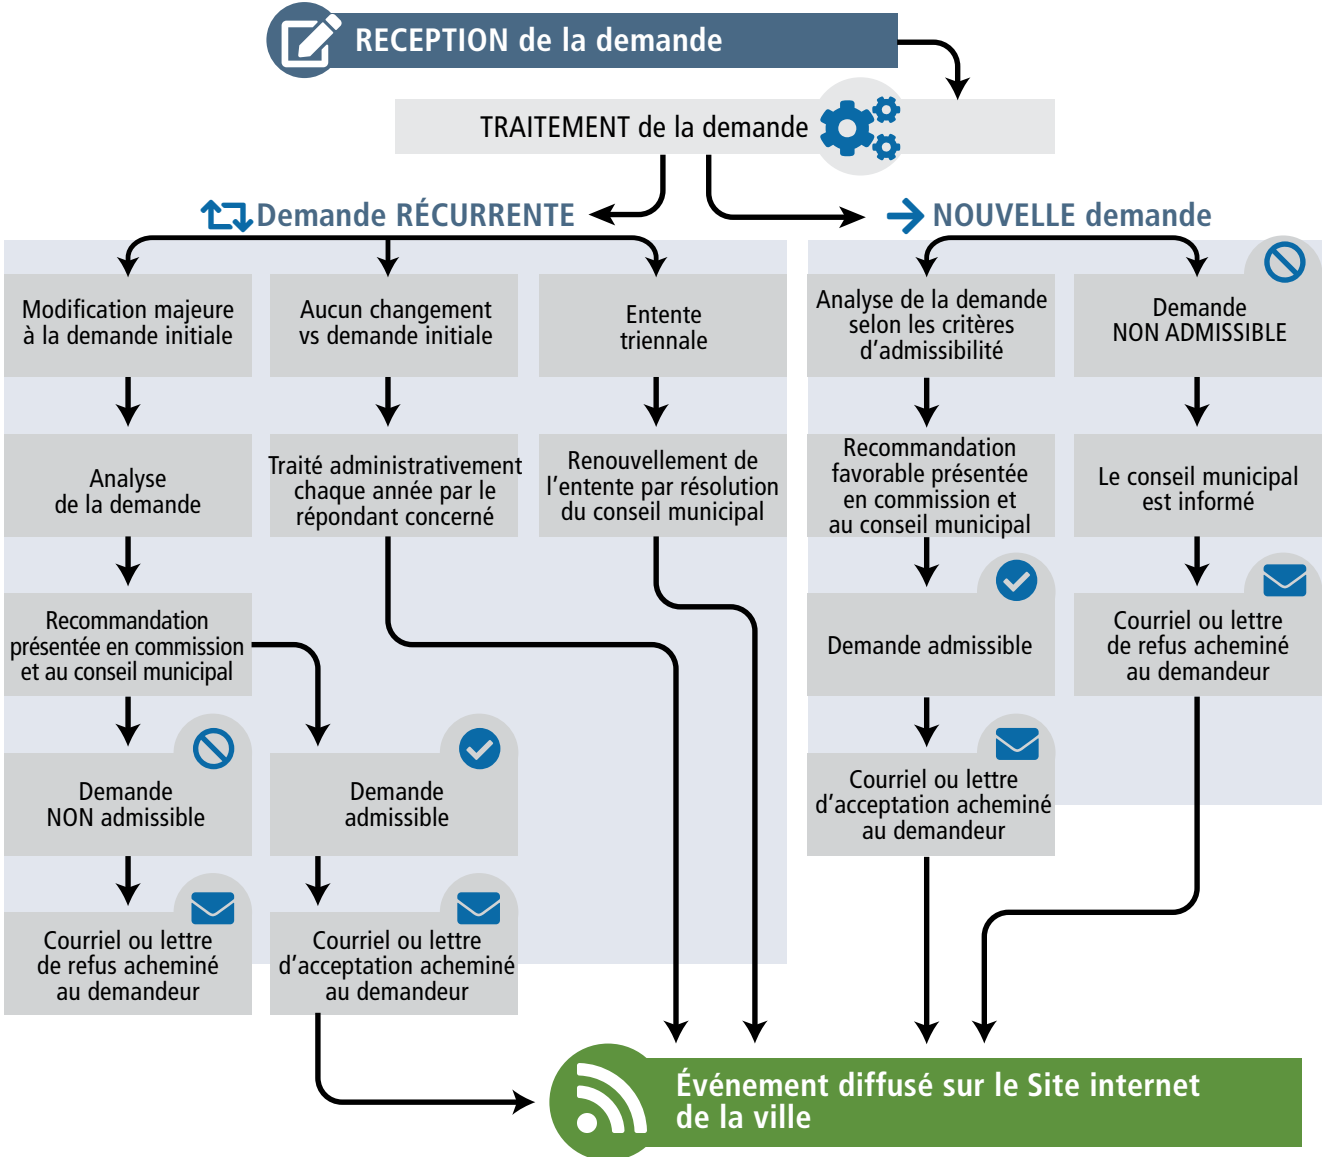 RECEPTION de la demande
TRAITEMENT de la demande
Demande RÉCURRENTE
NOUVELLE demande
Modification majeure
à la demande initiale
Aucun changement
vs demande initiale
Entente
triennale
Analyse de la demande
selon les critères
d'admissibilité
Demande
NON ADMISSIBLE
Analyse
de la demande
Traité administrativement
chaque année par le
répondant concerné
Renouvellement de
l'entente par résolution
du conseil municipal
Recommandation
favorable présentée
en commission et
au conseil municipal
Le conseil municipal
est informé
Recommandation
présentée en commission
et au conseil municipal
Demande admissible
Courriel ou lettre
de refus acheminé
au demandeur
Demande
NON admissible
Demande
admissible
Courriel ou lettre
d'acceptation acheminé
au demandeur
Courriel ou lettre
de refus acheminé
au demandeur
Courriel ou lettre
d'acceptation acheminé
au demandeur
Événement diffusé sur le Site internet
de la ville